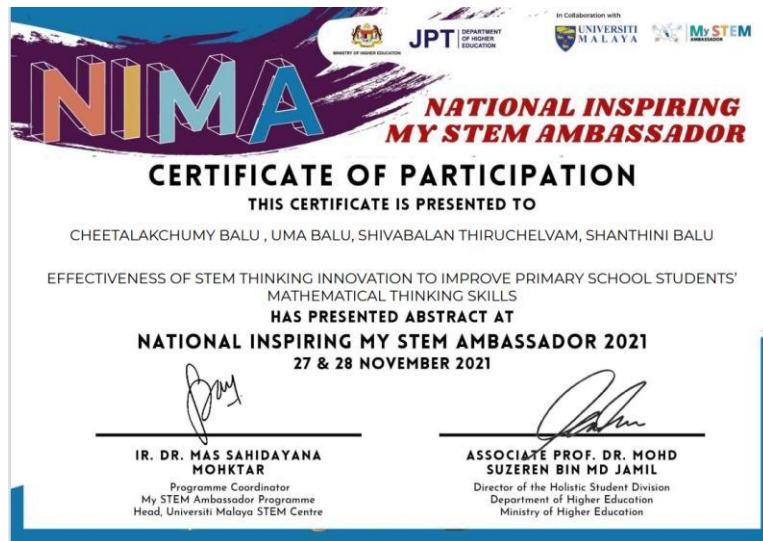 In Collaboration with
MINISTRY OF HIGHER EDUCATION
JPT DEPARTMENT OF HIGHER EDUCATION
UNIVERSITI MALAYA
My STEM AMBASSADOR
NIMA
NATIONAL INSPIRING
MY STEM AMBASSADOR
CERTIFICATE OF PARTICIPATION
THIS CERTIFICATE IS PRESENTED TO
CHEETALAKCHUMY BALU , UMA BALU, SHIVABALAN THIRUCHELVAM, SHANTHINI BALU
EFFECTIVENESS OF STEM THINKING INNOVATION TO IMPROVE PRIMARY SCHOOL STUDENTS'
MATHEMATICAL THINKING SKILLS
HAS PRESENTED ABSTRACT AT
NATIONAL INSPIRING MY STEM AMBASSADOR 2021
27 & 28 NOVEMBER 2021
IR. DR. MAS SAHIDAYANA
MOHKTAR
Programme Coordinator
My STEM Ambassador Programme
Head, Universiti Malaya STEM Centre
ASSOCIATE PROF. DR. MOHD
SUZEREN BIN MD JAMIL
Director of the Holistic Student Division
Department of Higher Education
Ministry of Higher Education